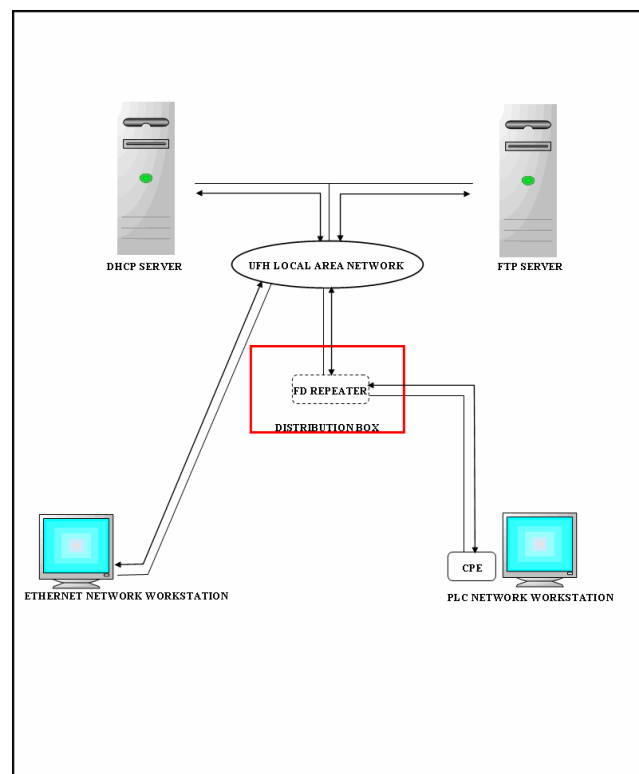 DHCP SERVER
FTP SERVER
UFH LOCAL AREA NETWORK
FD REPEATER
DISTRIBUTION BOX
CPE
ETHERNET NETWORK WORKSTATION
PLC NETWORK WORKSTATION